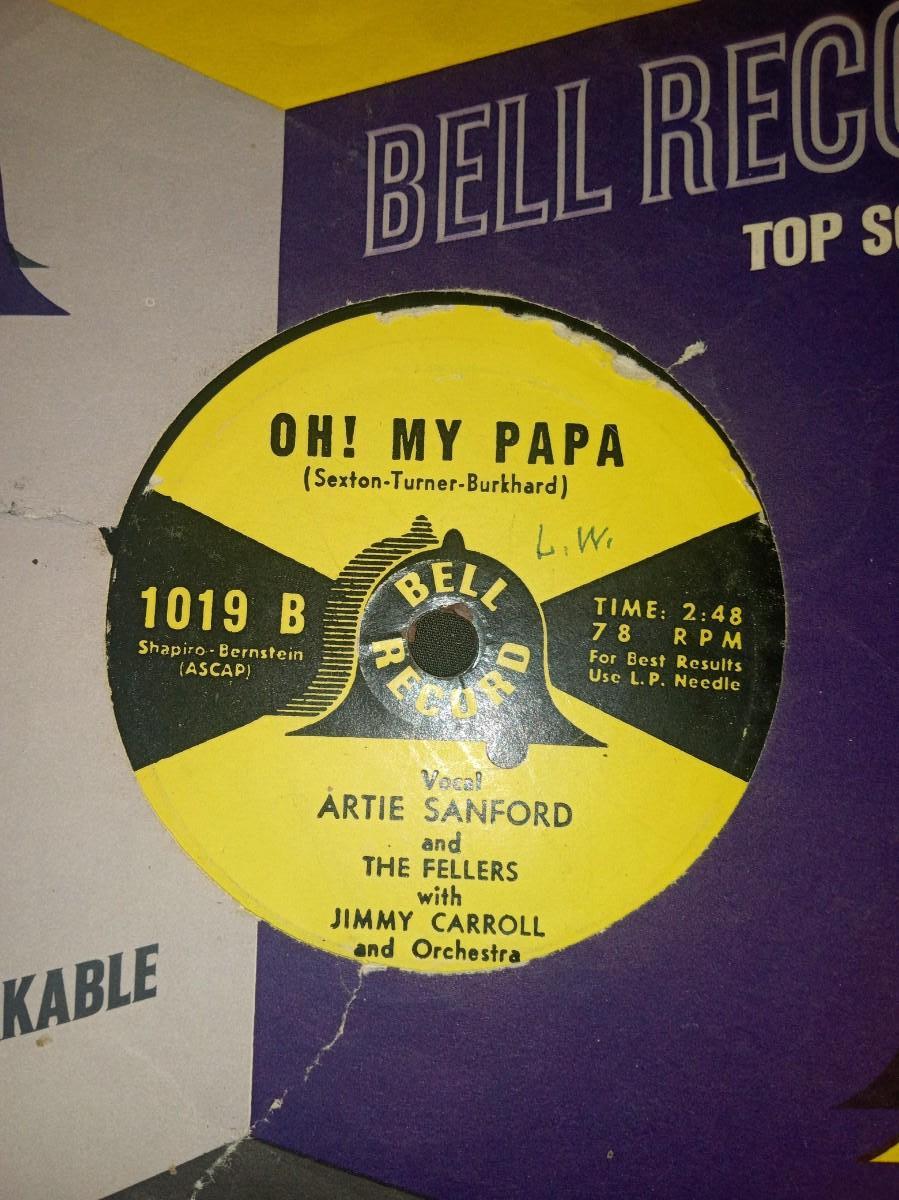 BELL RECO
TOP SO
OH! MY PAPA
(Sexton-Turner-Burkhard)
L.W.
BELL
RECORD
1019 B
Shapiro-Bernstein
(ASCAP)
TIME: 2:48
78 RPM
For Best Results
Use L.P. Needle
Vocal
ARTIE SANFORD
and
THE FELLERS
with
JIMMY CARROLL
and Orchestra
KABLE